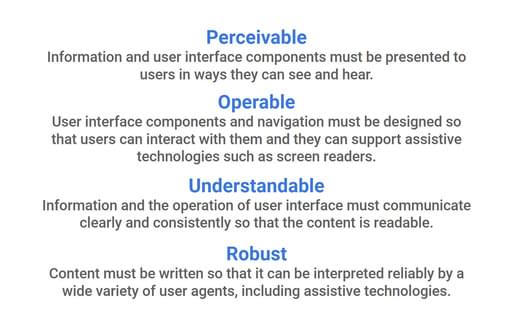 Perceivable
Information and user interface components must be presented to
users in ways they can see and hear.
Operable
User interface components and navigation must be designed so
that users can interact with them and they can support assistive
technologies such as screen readers.
Understandable
Information and the operation of user interface must communicate
clearly and consistently so that the content is readable.
Robust
Content must be written so that it can be interpreted reliably by a
wide variety of user agents, including assistive technologies.